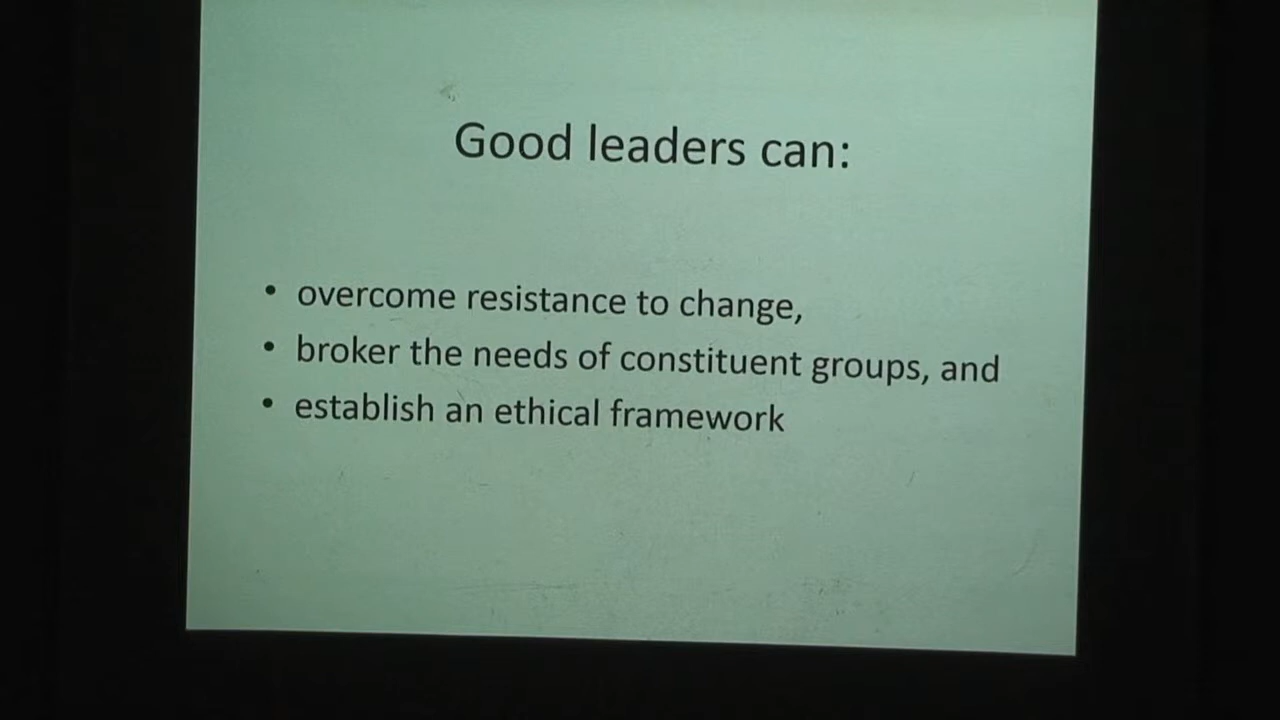 Good leaders can:
• overcome resistance to change,
• broker the needs of constituent groups, and
• establish an ethical framework